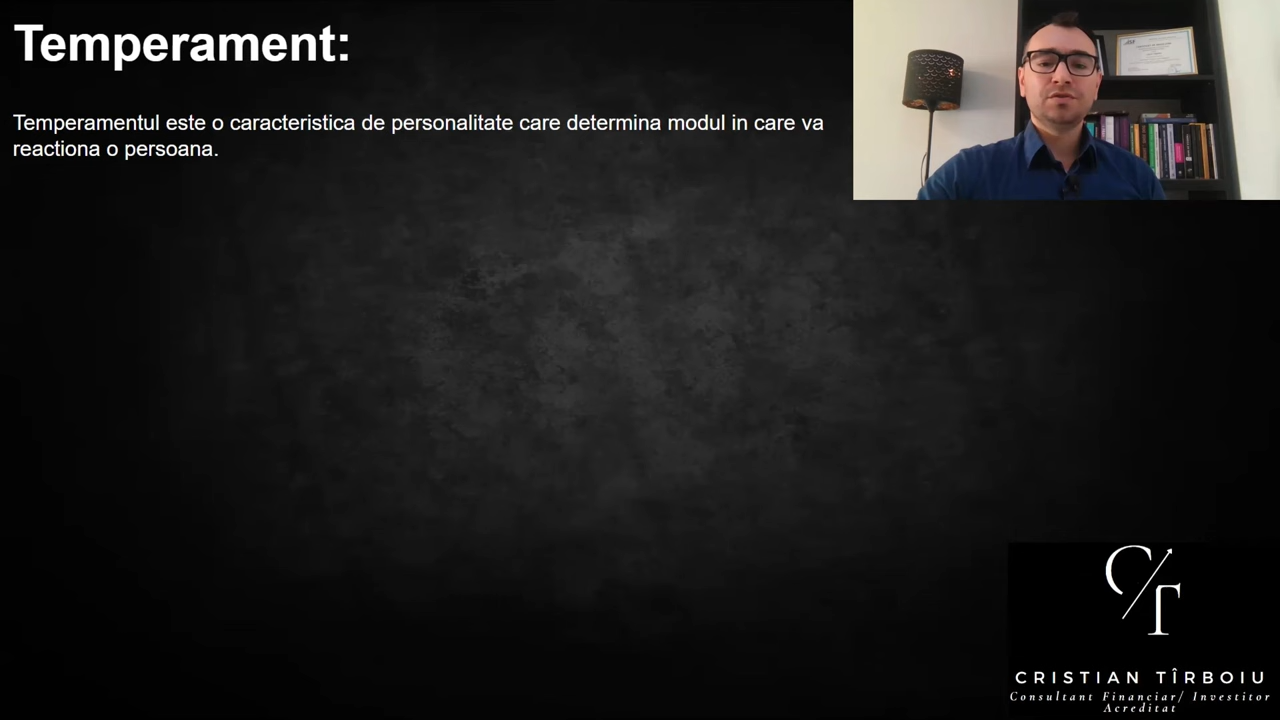 Temperament:
Temperamentul este o caracteristica de personalitate care determina modul in care va
reactiona o persoana.
CRISTIAN TÎRBOIU
Consultant Financiar/ Investitor
Acreditat